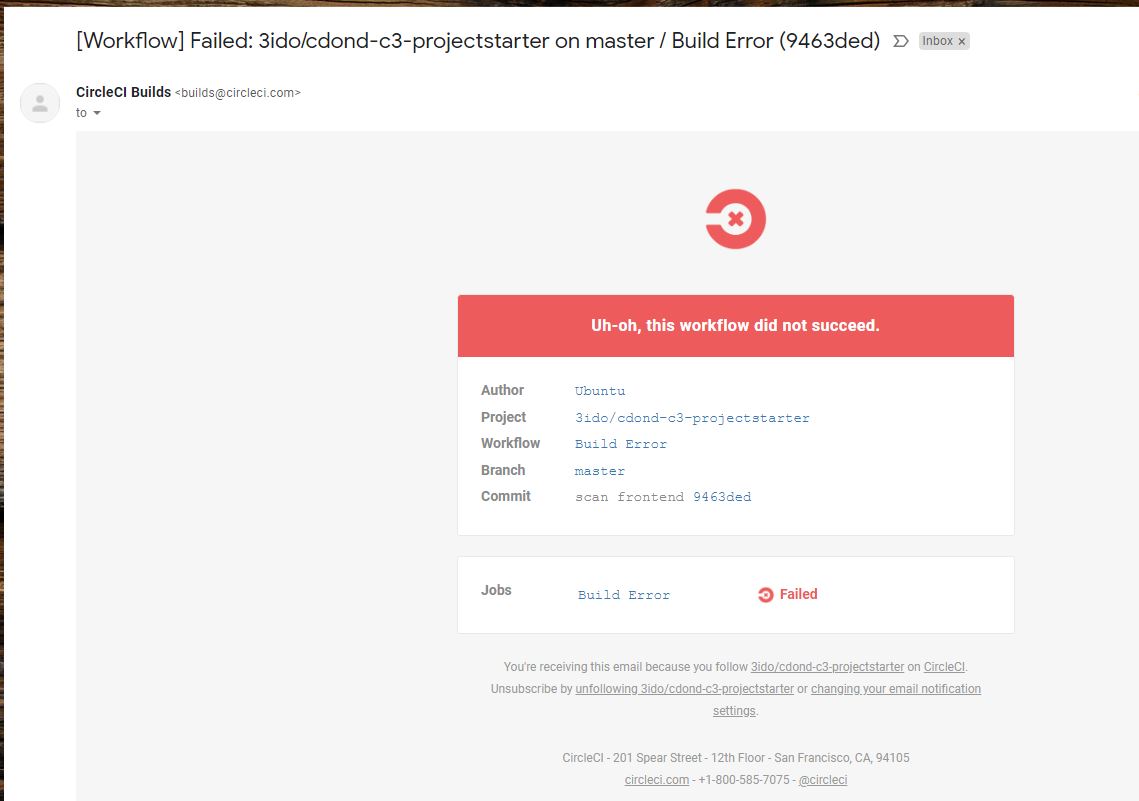 [Workflow] Failed: 3ido/cdond-c3-projectstarter on master / Build Error (9463ded) Inbox ×
CircleCI Builds <builds@circleci.com>
to
Uh-oh, this workflow did not succeed.
Author Ubuntu
Project 3ido/cdond-c3-projectstarter
Workflow Build Error
Branch master
Commit scan frontend 9463ded
Jobs Build Error Failed
You're receiving this email because you follow 3ido/cdond-c3-projectstarter on CircleCI.
Unsubscribe by unfollowing 3ido/cdond-c3-projectstarter or changing your email notification
settings.
CircleCI - 201 Spear Street - 12th Floor - San Francisco, CA, 94105
circleci.com - +1-800-585-7075 - @circleci